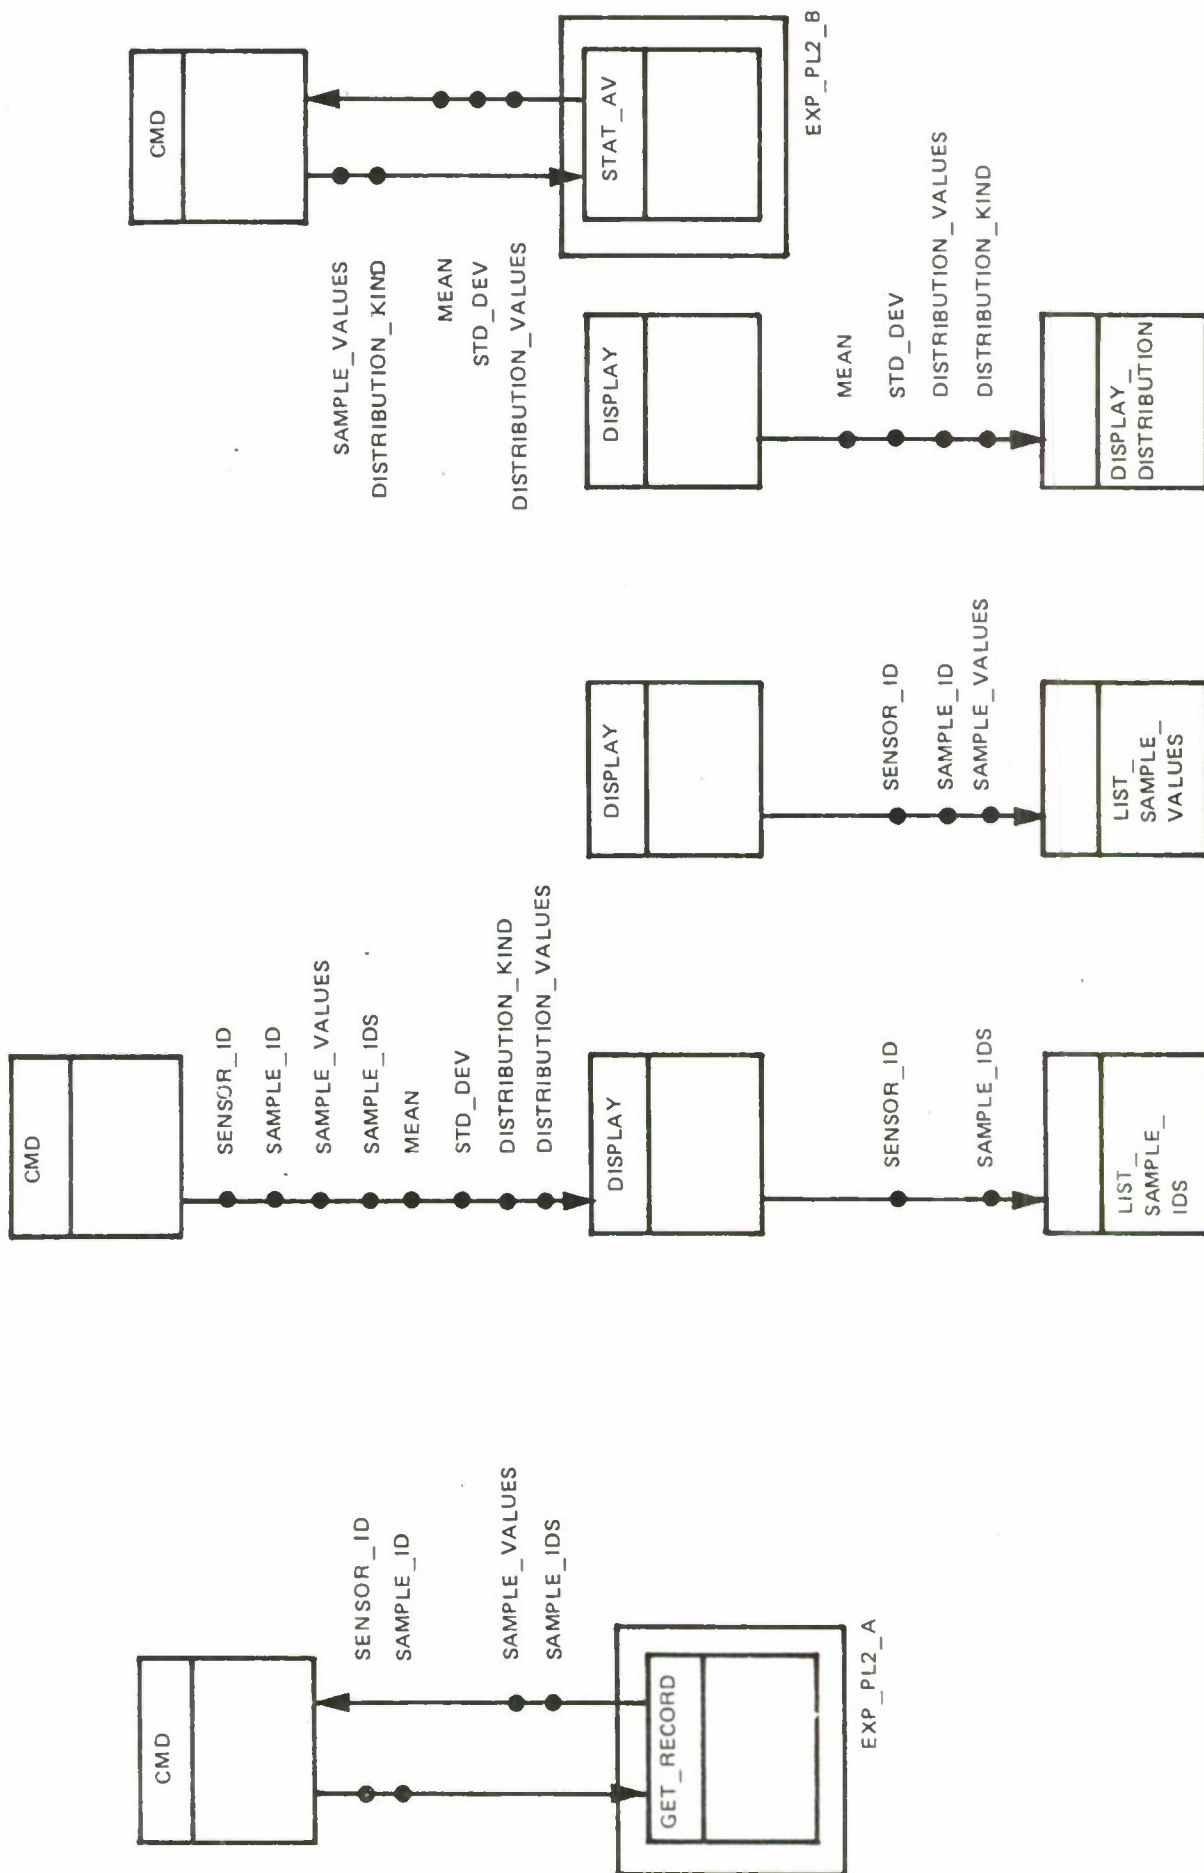 CMD
SENSOR_ID
SAMPLE_ID
SAMPLE_VALUES
SAMPLE_IDS
GET_RECORD
EXP_PL2_A
CMD
SENSOR_ID
SAMPLE_ID
SAMPLE_VALUES
SAMPLE_IDS
MEAN
STD_DEV
DISTRIBUTION_KIND
DISTRIBUTION_VALUES
DISPLAY
SENSOR_ID
SAMPLE_IDS
LIST_
SAMPLE_
IDS
DISPLAY
SENSOR_ID
SAMPLE_ID
SAMPLE_VALUES
LIST_
SAMPLE_
VALUES
CMD
SAMPLE_VALUES
DISTRIBUTION_KIND
MEAN
STD_DEV
DISTRIBUTION_VALUES
STAT_AV
EXP_PL2_B
DISPLAY
MEAN
STD_DEV
DISTRIBUTION_VALUES
DISTRIBUTION_KIND
DISPLAY_
DISTRIBUTION